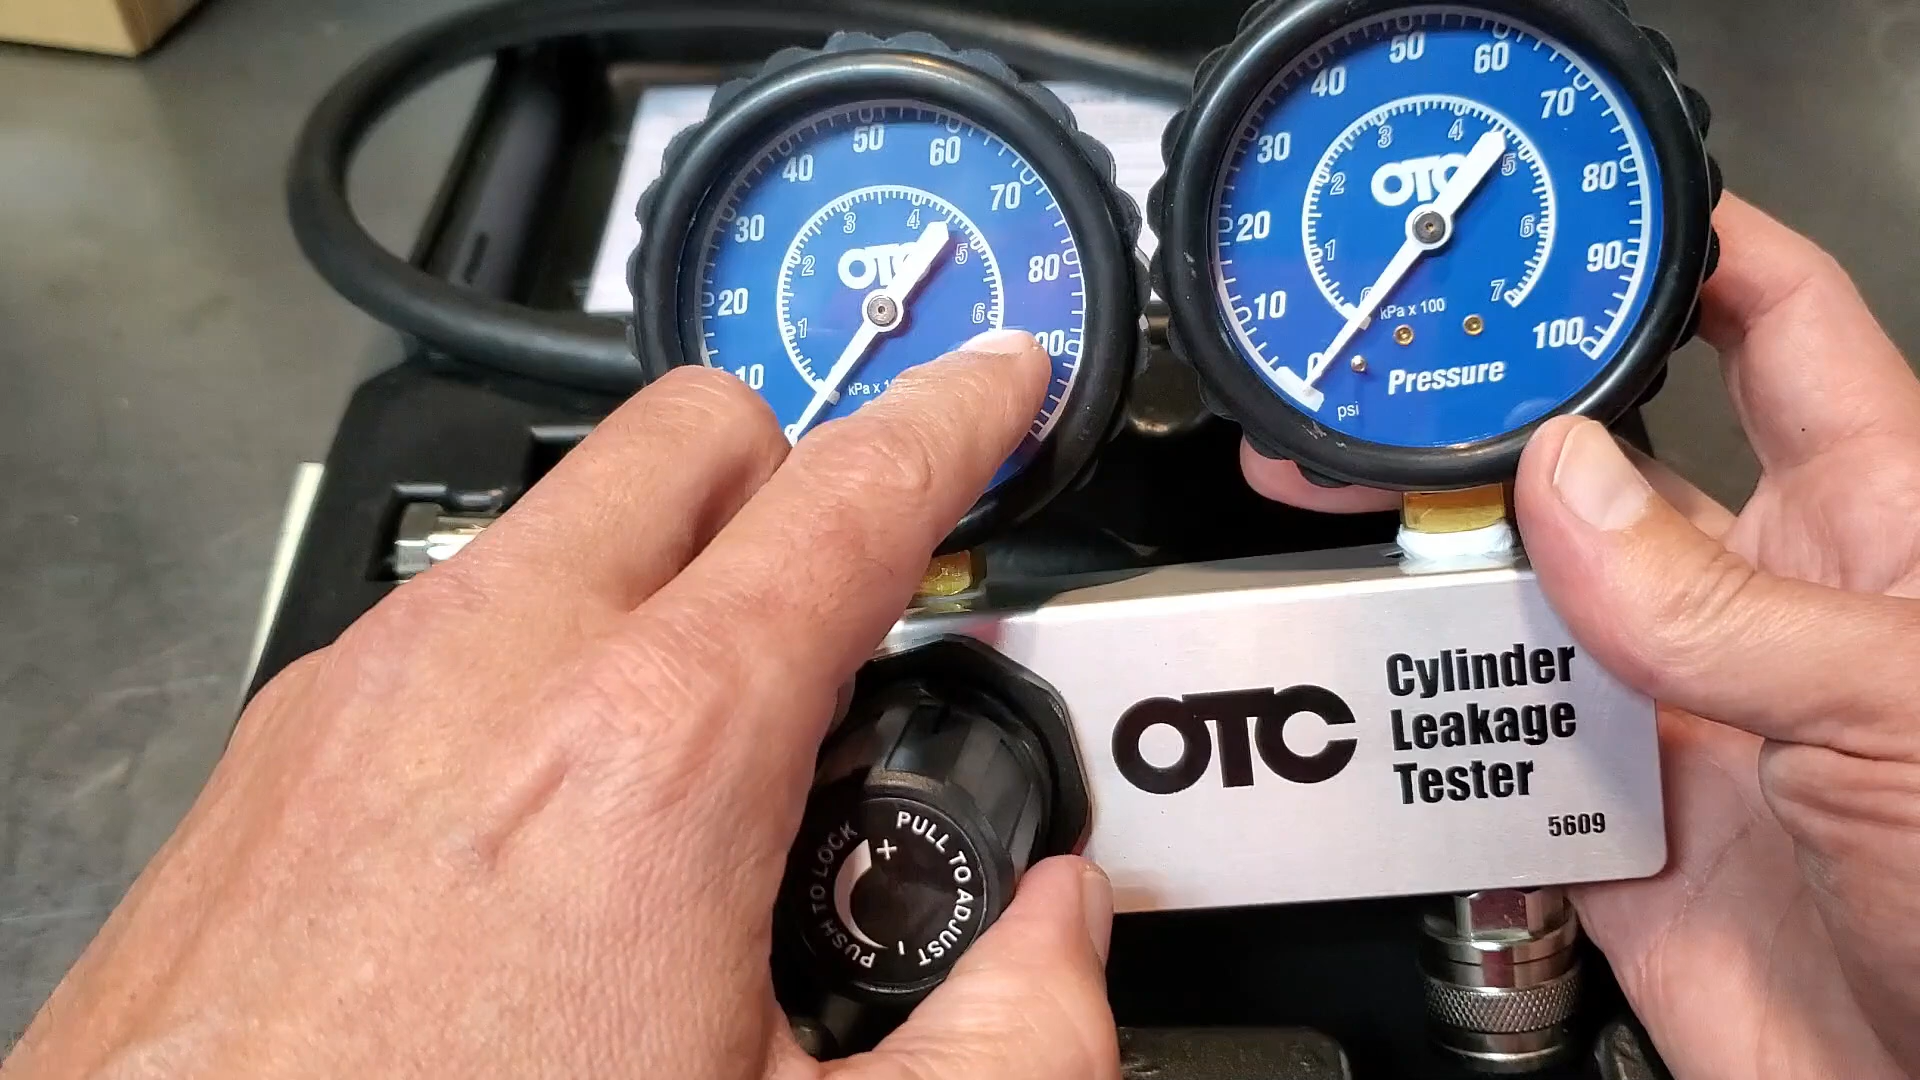 50
60
40
70
30
80
20
90
10
100
0
3
4
2
5
1
6
7
OTC
kPa x 100
Pressure
psi
50
60
40
70
30
80
20
10
3
4
2
5
1
6
OTC
kPa x
OTC
Cylinder
Leakage
Tester
5609
PULL TO ADJUST
PUSH TO LOCK
+
-